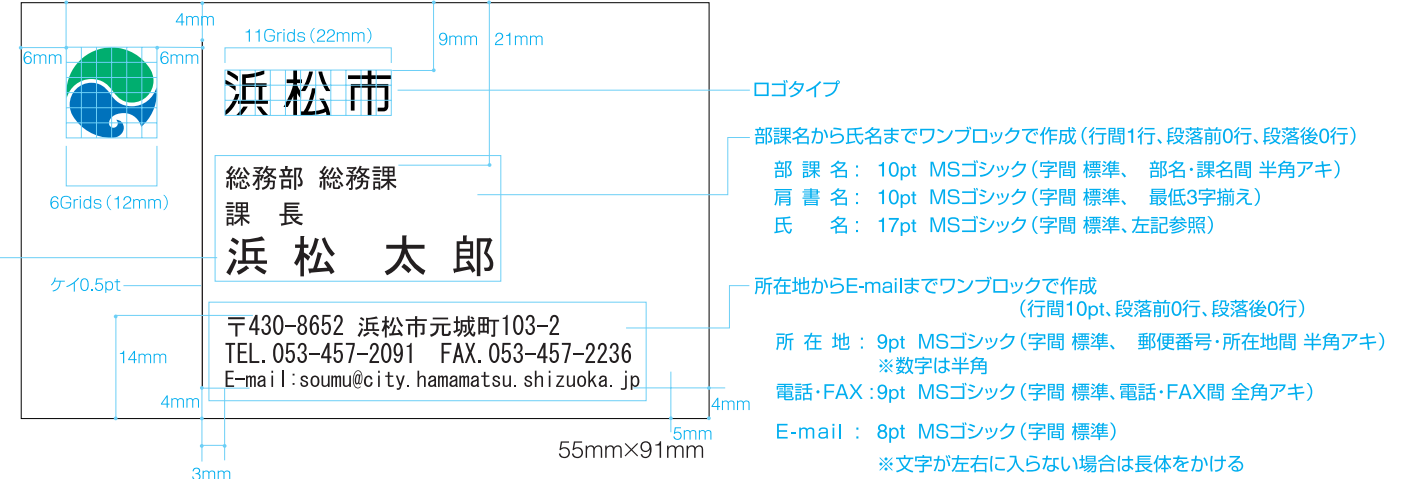 4mm
11Grids（22mm）
9mm
21mm
6mm
6mm
浜松市
ロゴタイプ
部課名から氏名までワンブロックで作成（行間1行、段落前0行、段落後0行）
部 課 名： 10pt MSゴシック（字間 標準、 部名・課名間 半角アキ）
肩 書 名： 10pt MSゴシック（字間 標準、 最低3字揃え）
氏　　名： 17pt MSゴシック（字間 標準、左記参照）
6Grids（12mm）
総務部 総務課
課　長
浜 松　太 郎
ケイ0.5pt
所在地からE-mailまでワンブロックで作成
（行間10pt、段落前0行、段落後0行）
所 在 地： 9pt MSゴシック（字間 標準、 郵便番号・所在地間 半角アキ）
※数字は半角
電話・FAX：9pt MSゴシック（字間 標準、電話・FAX間 全角アキ）
E-mail： 8pt MSゴシック（字間 標準）
※文字が左右に入らない場合は長体をかける
14mm
〒430-8652 浜松市元城町103-2
TEL.053-457-2091　FAX.053-457-2236
E-mail:soumu@city.hamamatsu.shizuoka.jp
4mm
4mm
5mm
3mm
55mm×91mm